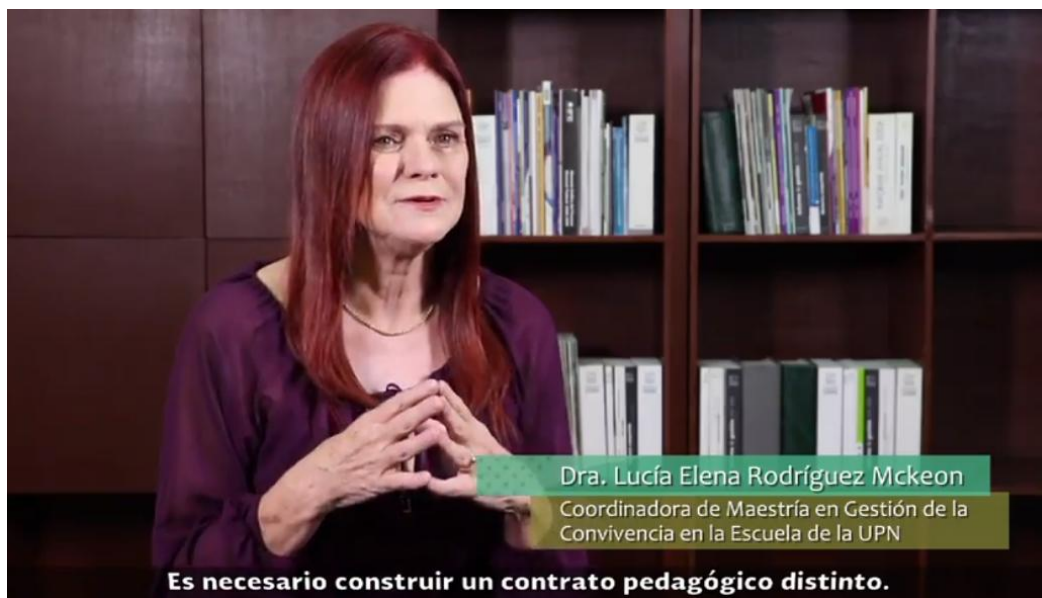 Dra. Lucía Elena Rodríguez Mckeon
Coordinadora de Maestría en Gestión de la
Convivencia en la Escuela de la UPN
Es necesario construir un contrato pedagógico distinto.